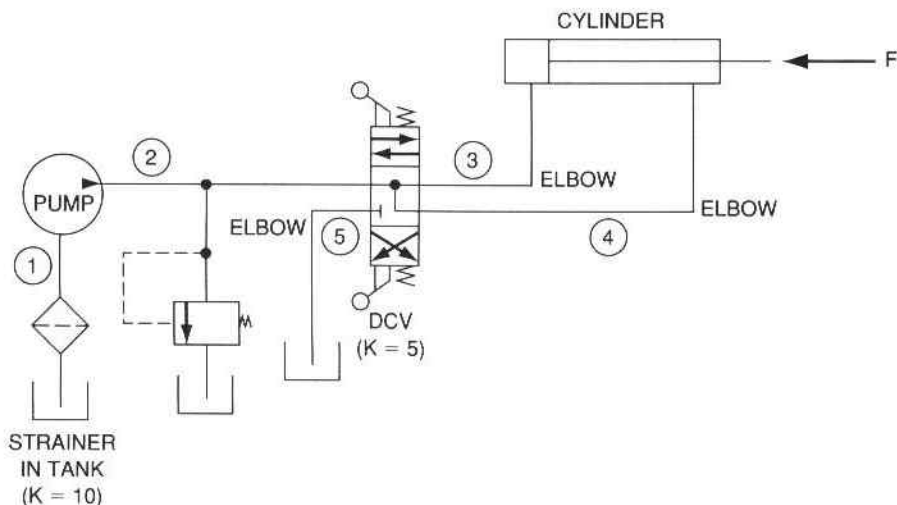 CYLINDER
F
2
3
PUMP
ELBOW
ELBOW
ELBOW
5
4
1
DCV
(K = 5)
STRAINER
IN TANK
(K = 10)